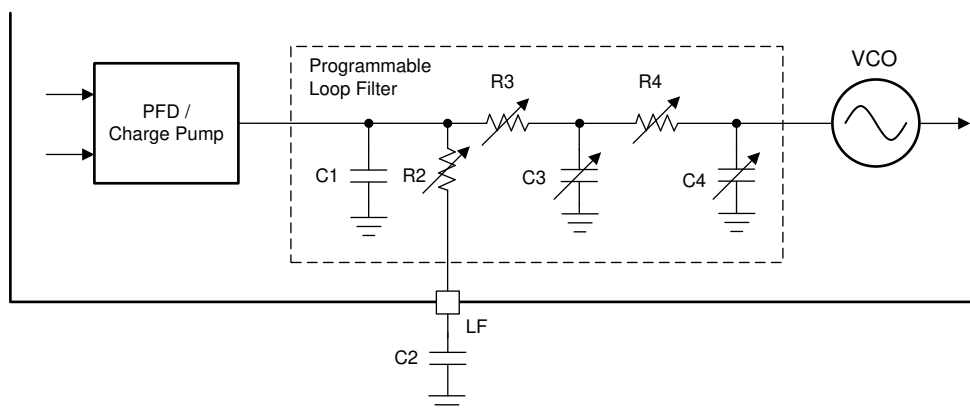 Programmable
Loop Filter
PFD /
Charge Pump
R3
R4
VCO
C1
R2
C3
C4
LF
C2